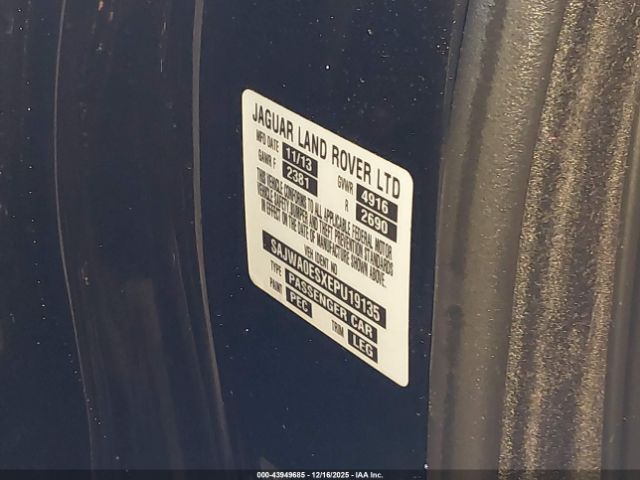 JAGUAR LAND ROVER LTD
MFD DATE 11/13 GVWR 4916
GAWR F 2381 R 2690
THIS VEHICLE CONFORMS TO ALL APPLICABLE FEDERAL MOTOR
VEHICLE SAFETY BUMPER AND THEFT PREVENTION STANDARDS
IN EFFECT ON THE DATE OF MANUFACTURE SHOWN ABOVE.
VEH IDENT NO
SAJWA0ESXEPU19135
TYPE PASSENGER CAR
PAINT PEC TRIM LEG
000-43949685 - 12/16/2025 - IAA Inc.